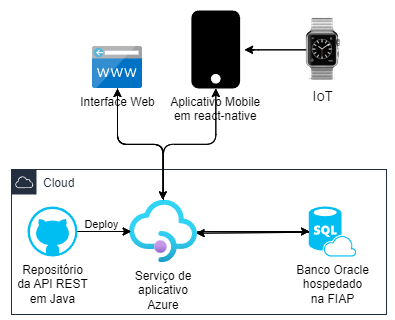 WWW
Interface Web
Aplicativo Mobile
em react-native
IoT
Cloud
Deploy
Repositório
da API REST
em Java
Serviço de
aplicativo
Azure
SQL
Banco Oracle
hospedado
na FIAP